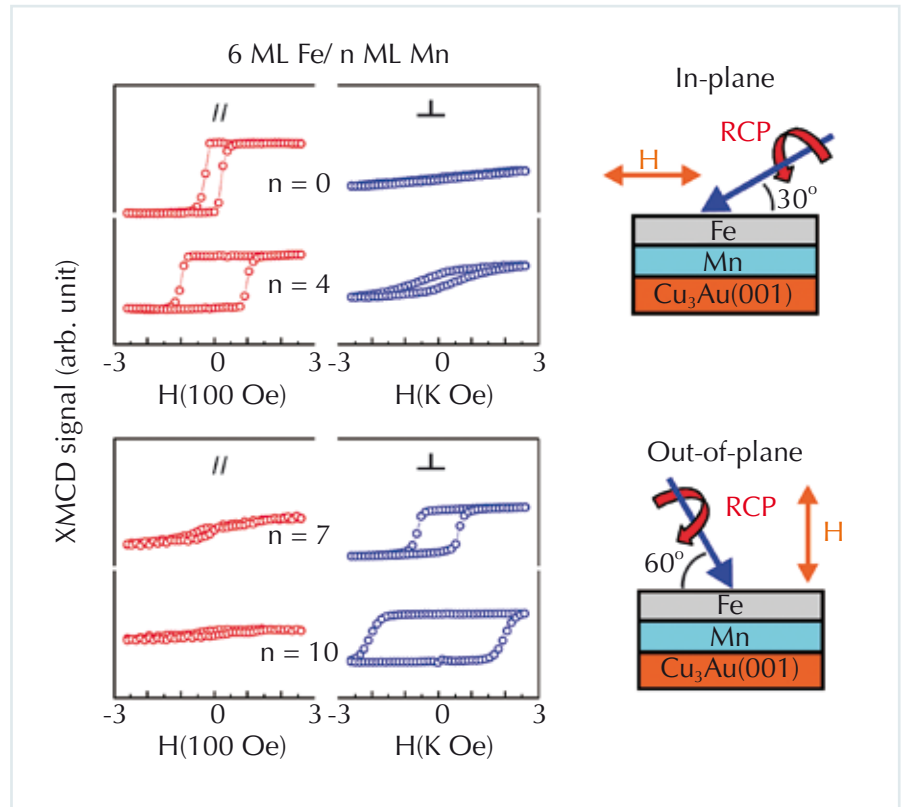 6 ML Fe/ n ML Mn
//
⊥
n = 0
n = 4
-3 0 3
-3 0 3
H(100 Oe)
H(K Oe)
//
⊥
n = 7
n = 10
-3 0 3
-3 0 3
H(100 Oe)
H(K Oe)
XMCD signal (arb. unit)
In-plane
RCP
H
30°
Fe
Mn
Cu₃Au(001)
Out-of-plane
RCP
H
60°
Fe
Mn
Cu₃Au(001)